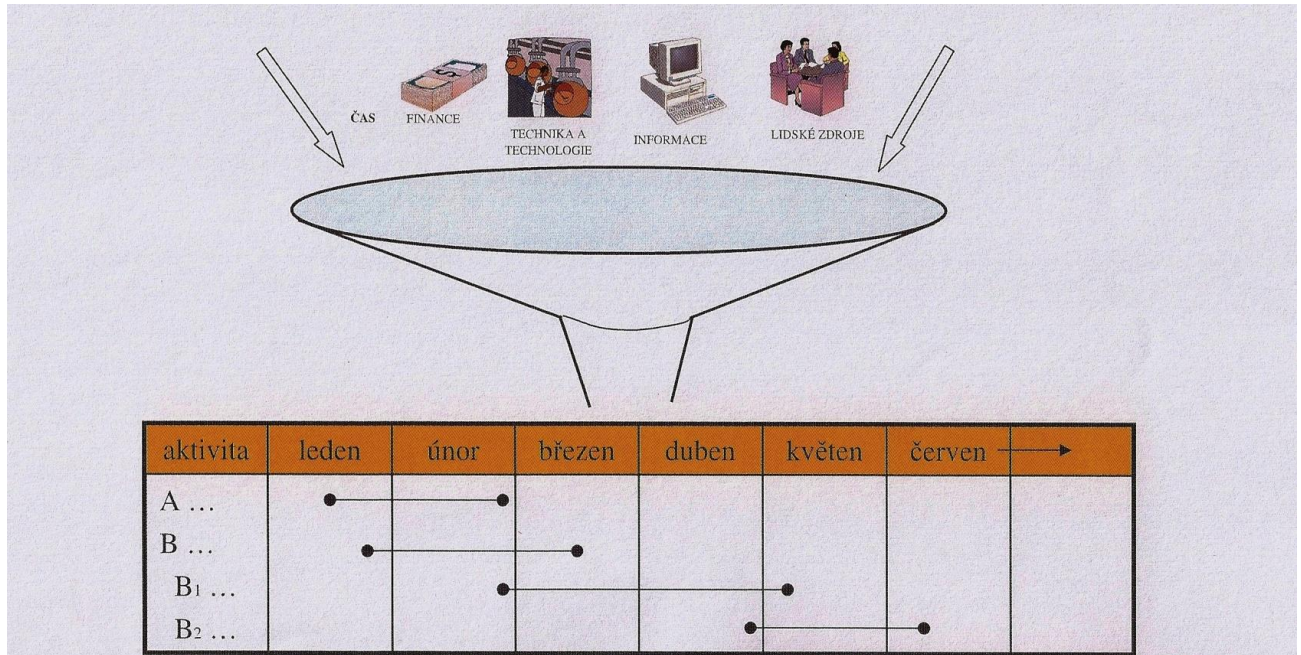 ČAS
FINANCE
TECHNIKA A
TECHNOLOGIE
INFORMACE
LIDSKÉ ZDROJE
aktivita leden únor březen duben květen červen
A ...
B ...
B1 ...
B2 ...